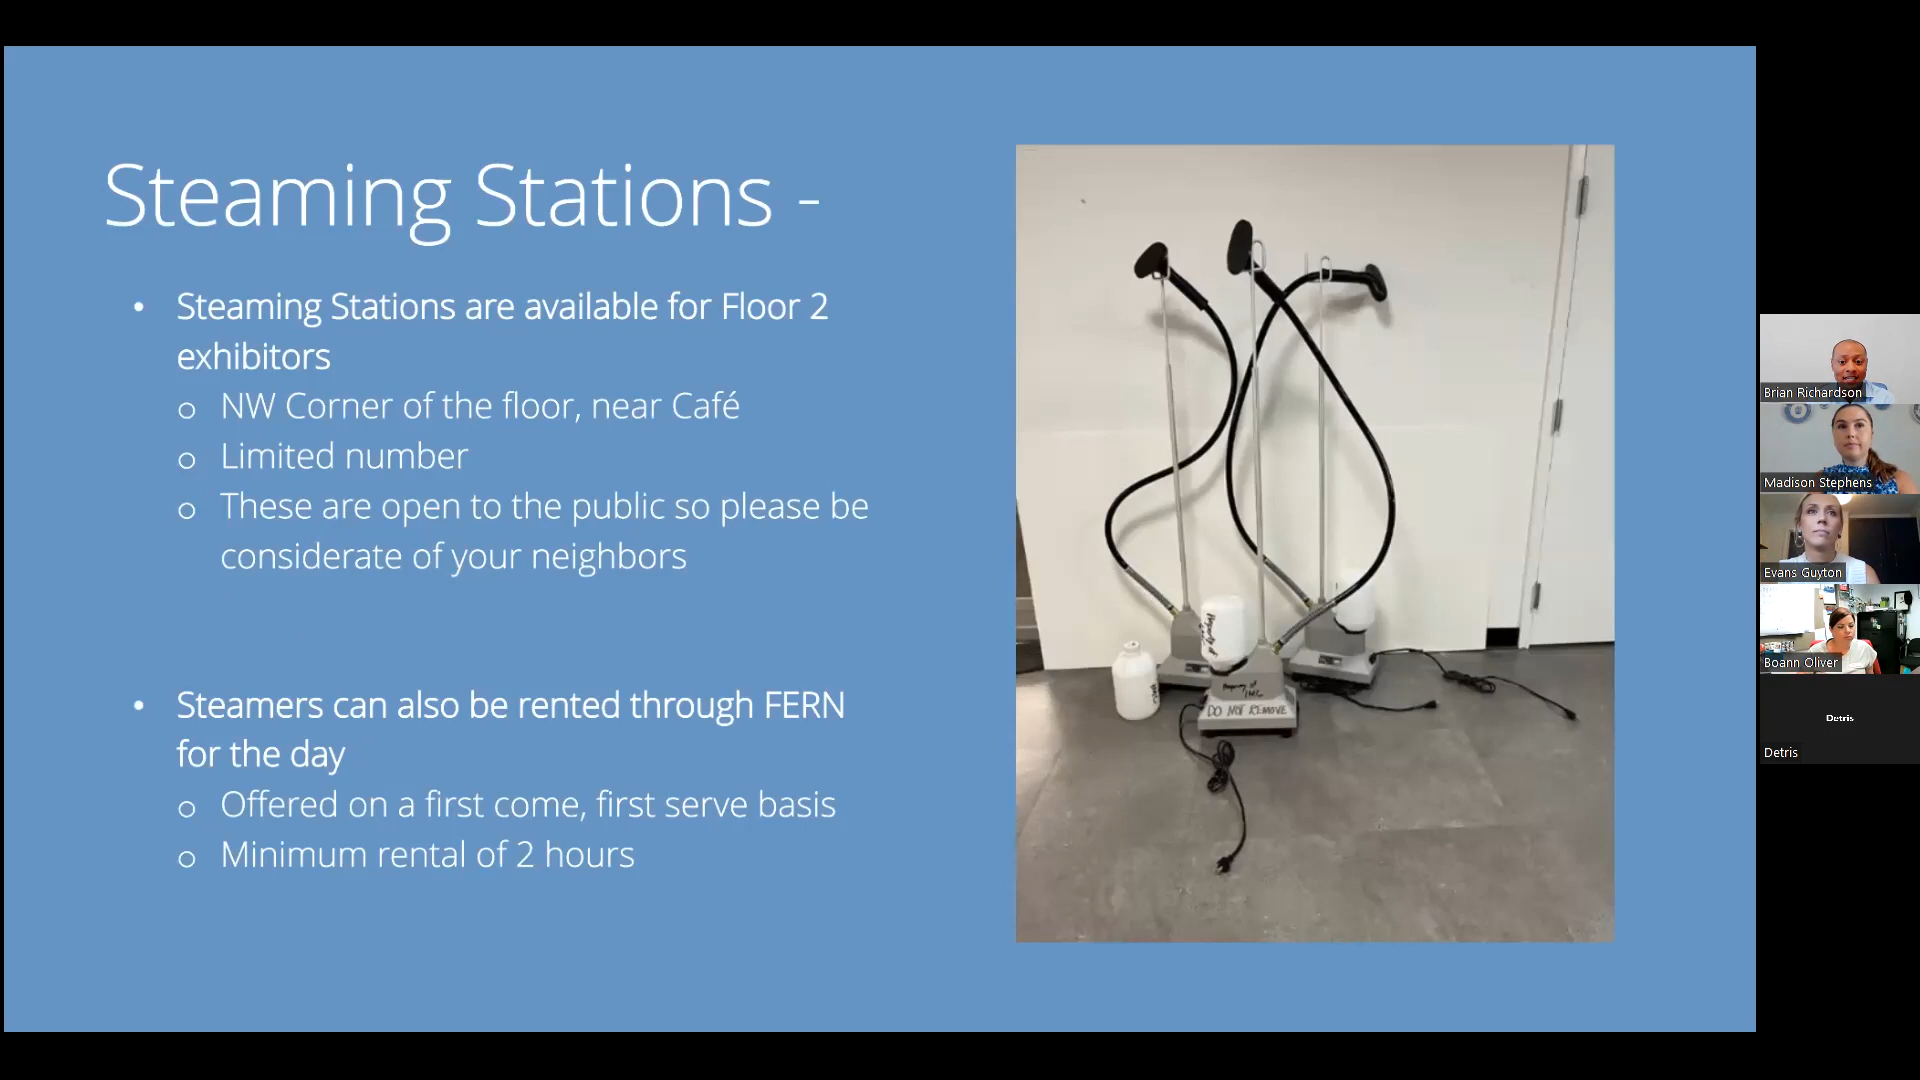 Steaming Stations -
• Steaming Stations are available for Floor 2
exhibitors
o NW Corner of the floor, near Café
o Limited number
o These are open to the public so please be
considerate of your neighbors
• Steamers can also be rented through FERN
for the day
o Offered on a first come, first serve basis
o Minimum rental of 2 hours
Property of
IMC
DO NOT REMOVE
Brian Richardson
Madison Stephens
Evans Guyton
Boann Oliver
Detris
Detris